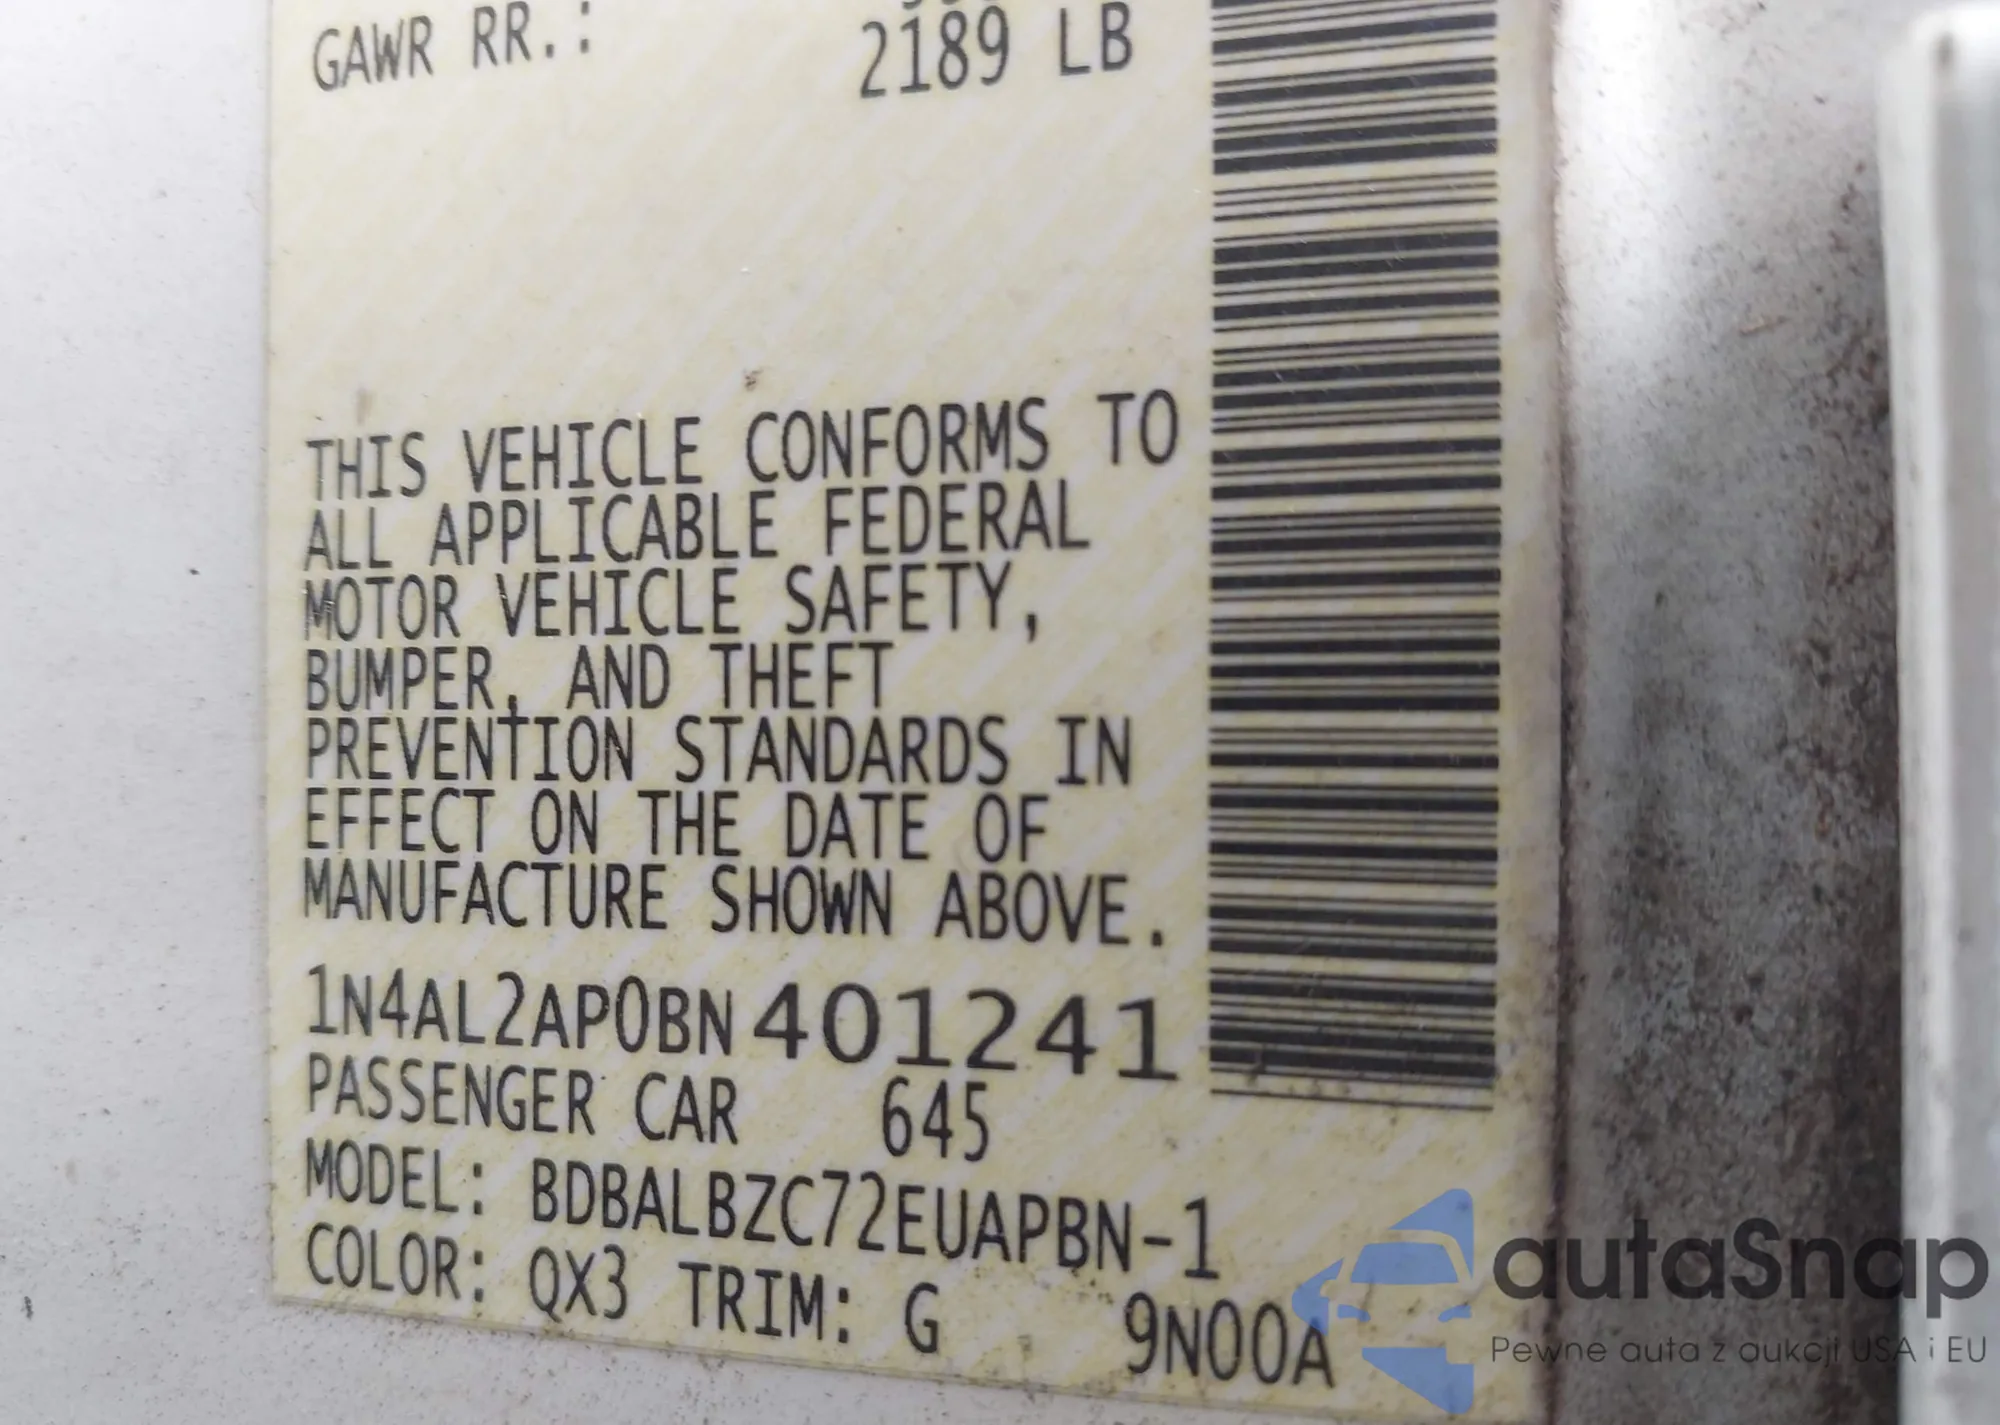 GAWR RR.: 2189 LB
THIS VEHICLE CONFORMS TO
ALL APPLICABLE FEDERAL
MOTOR VEHICLE SAFETY,
BUMPER, AND THEFT
PREVENTION STANDARDS IN
EFFECT ON THE DATE OF
MANUFACTURE SHOWN ABOVE.
1N4AL2AP0BN401241
PASSENGER CAR 645
MODEL: BDBALBZC72EUAPBN-1
COLOR: QX3 TRIM: G 9N00A
autaSnap
Pewne auta z aukcji USA i EU